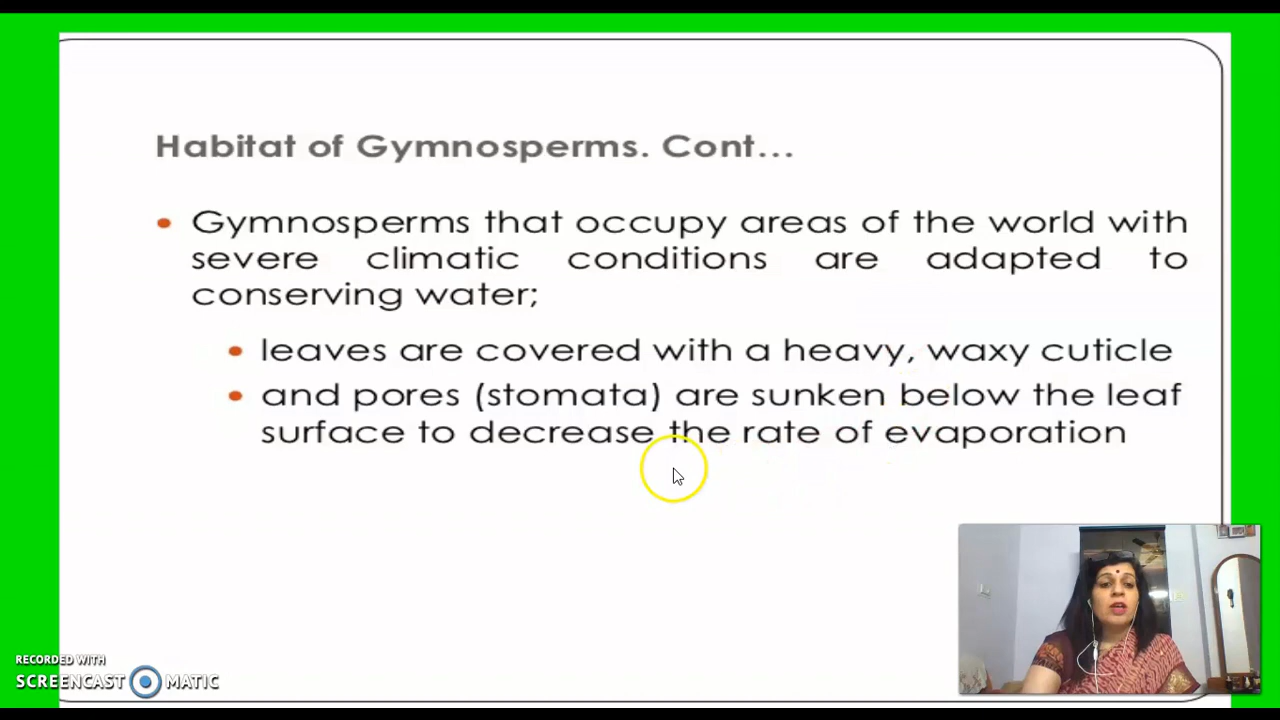 Habitat of Gymnosperms. Cont...
Gymnosperms that occupy areas of the world with
severe climatic conditions are adapted to
conserving water;
leaves are covered with a heavy, waxy cuticle
and pores (stomata) are sunken below the leaf
surface to decrease the rate of evaporation
RECORDED WITH
SCREENCAST MATIC